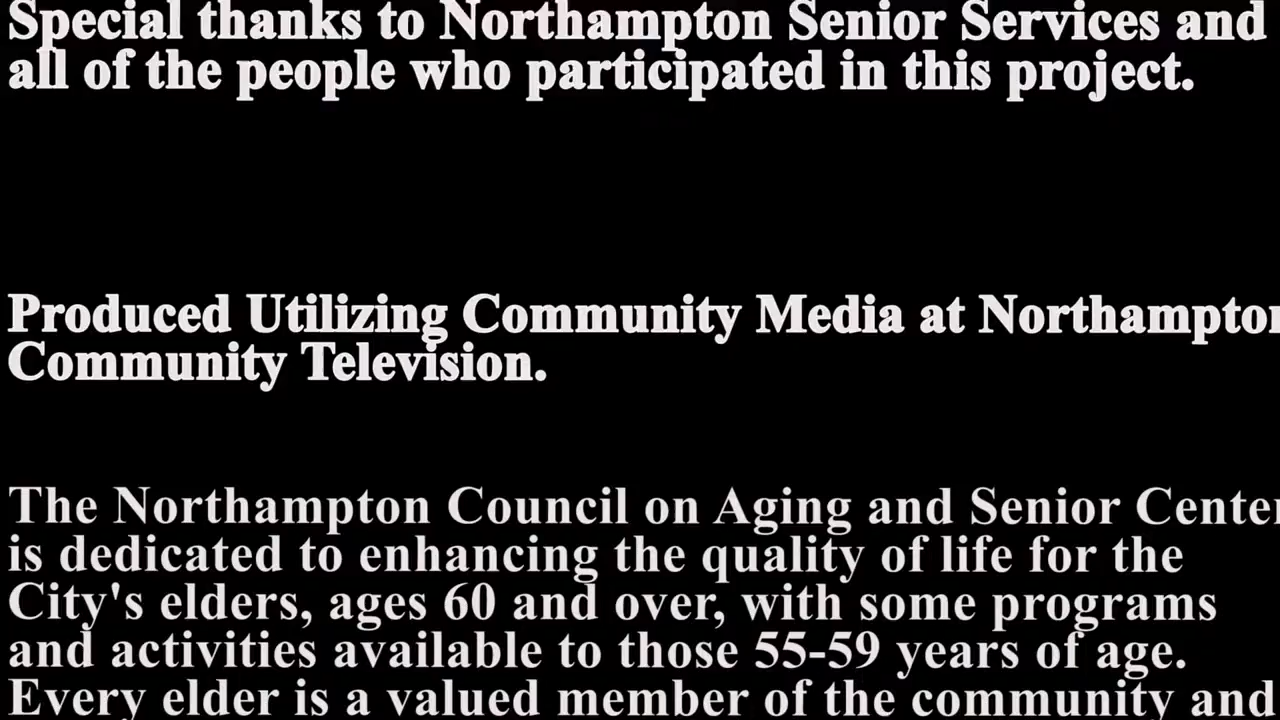 Special thanks to Northampton Senior Services and
all of the people who participated in this project.
Produced Utilizing Community Media at Northampton
Community Television.
The Northampton Council on Aging and Senior Center
is dedicated to enhancing the quality of life for the
City's elders, ages 60 and over, with some programs
and activities available to those 55-59 years of age.
Every elder is a valued member of the community and